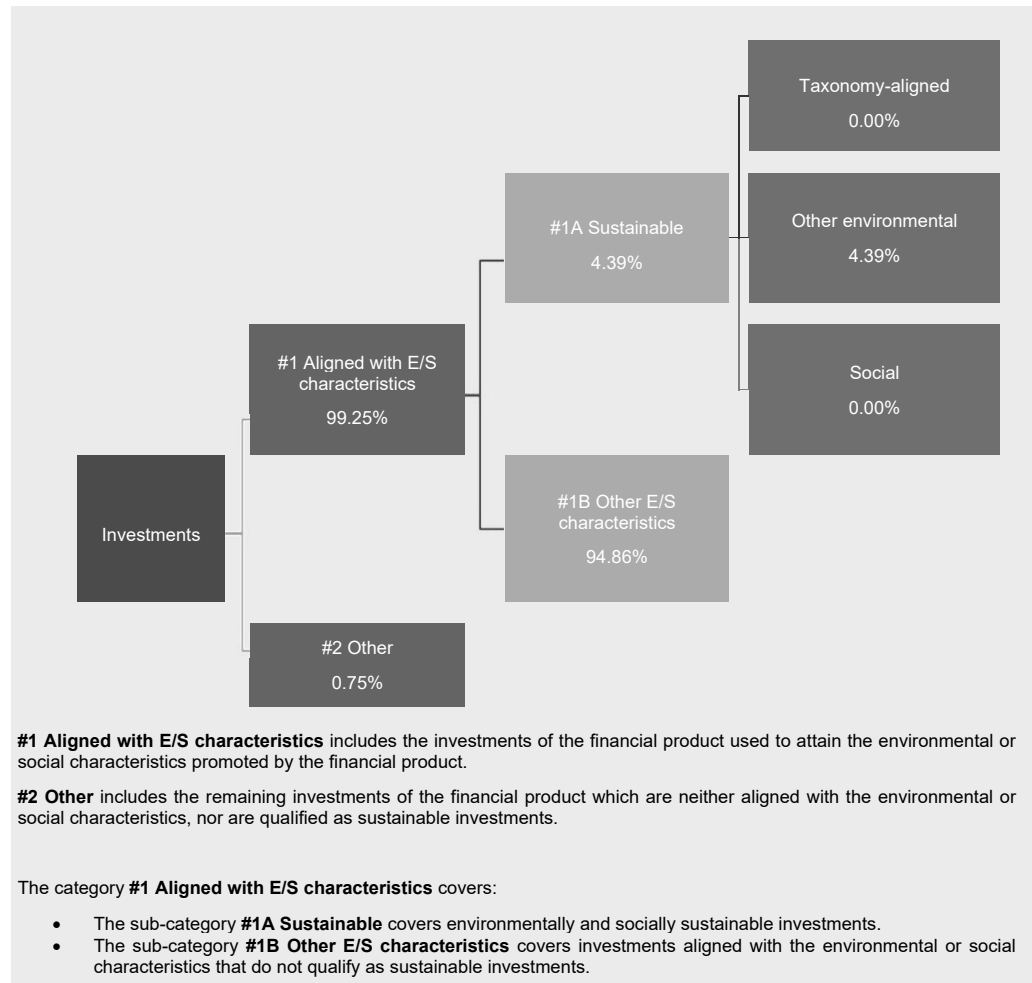 Taxonomy-aligned
0.00%
#1A Sustainable
4.39%
Other environmental
4.39%
#1 Aligned with E/S
characteristics
99.25%
Social
0.00%
Investments
#1B Other E/S
characteristics
94.86%
#2 Other
0.75%
#1 Aligned with E/S characteristics includes the investments of the financial product used to attain the environmental or
social characteristics promoted by the financial product.
#2 Other includes the remaining investments of the financial product which are neither aligned with the environmental or
social characteristics, nor are qualified as sustainable investments.
The category #1 Aligned with E/S characteristics covers:
• The sub-category #1A Sustainable covers environmentally and socially sustainable investments.
• The sub-category #1B Other E/S characteristics covers investments aligned with the environmental or social
characteristics that do not qualify as sustainable investments.